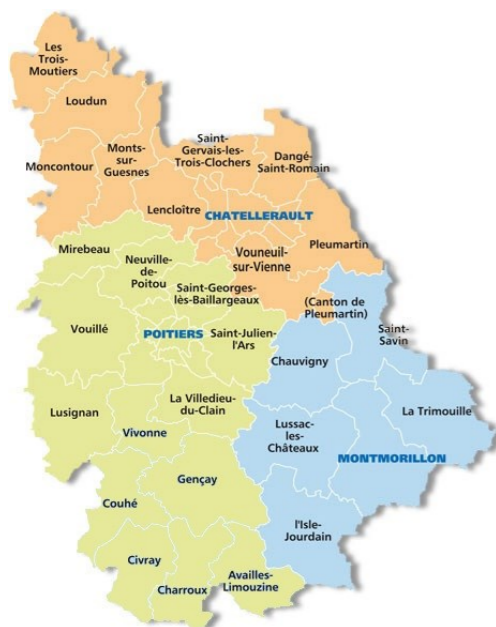 Les
Trois-
Moutiers
Loudun
Saint-
Gervais-les
Trois-Clochers
Monts-
sur-
Guesnes
Dangé-
Saint-Romain
Moncontour
Lencloître
CHATELLERAULT
Mirebeau
Vouneuil-
sur-Vienne
Pleumartin
Neuville-
de-
Poitou
Saint-Georges-
lès-Baillargeaux
(Canton de
Pleumartin)
Vouillé
POITIERS
Saint-Julien-
l'Ars
Saint-
Savin
Chauvigny
Lusignan
La Villedieu-
du-Clain
La Trimouille
Vivonne
Lussac-
les-
Châteaux
MONTMORILLON
Gençay
Couhé
l'Isle-
Jourdain
Civray
Charroux
Availles-
Limouzine